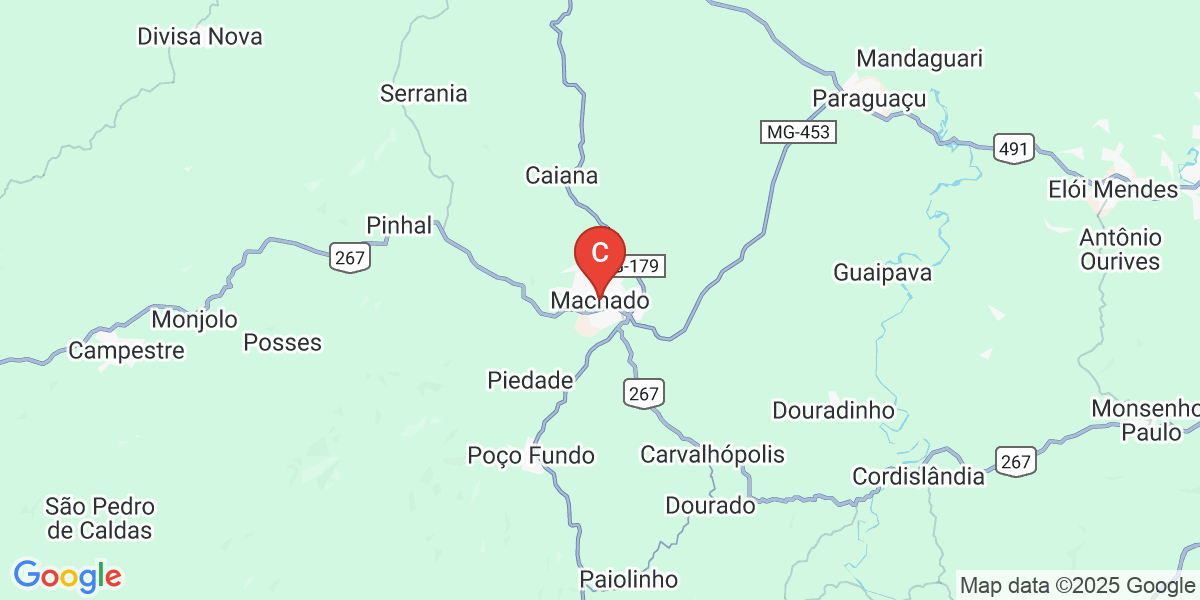 Divisa Nova
Mandaguari
Serrania
Paraguaçu
MG-453
491
Caiana
Elói Mendes
Pinhal
Antônio
Ourives
C
267
-179
Guaipava
Machado
Monjolo
Posses
Campestre
Piedade
267
Douradinho
Monsenho
Paulo
Poço Fundo
Carvalhópolis
267
Cordislândia
São Pedro
de Caldas
Dourado
Google
Paiolinho
Map data ©2025 Google